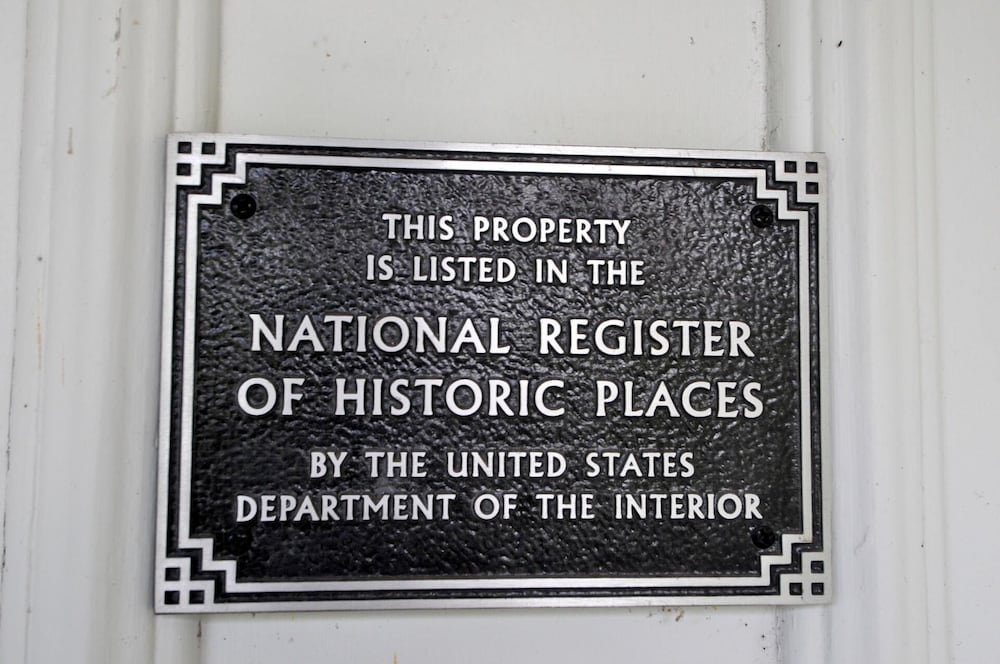 THIS PROPERTY
IS LISTED IN THE
NATIONAL REGISTER
OF HISTORIC PLACES
BY THE UNITED STATES
DEPARTMENT OF THE INTERIOR